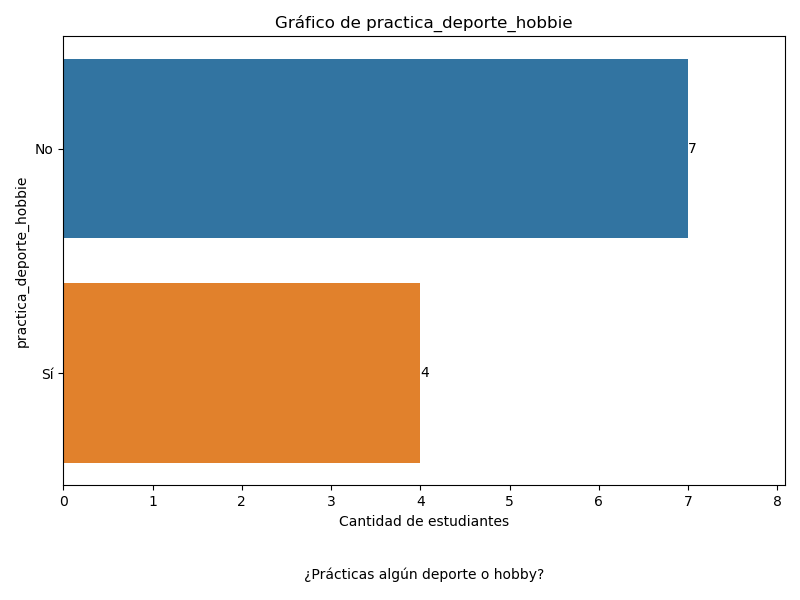 Gráfico de practica_deporte_hobbie
practica_deporte_hobbie
No
7
Sí
4
0 1 2 3 4 5 6 7 8
Cantidad de estudiantes
¿Prácticas algún deporte o hobby?